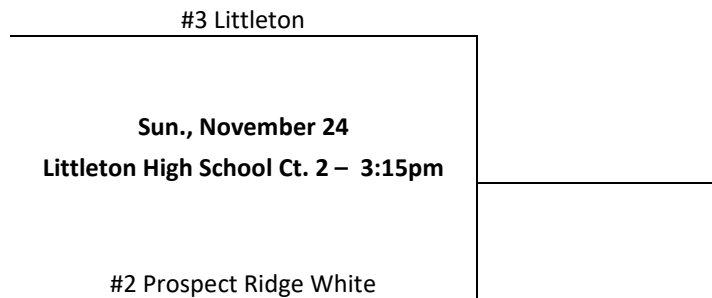 #3 Littleton
Sun., November 24
Littleton High School Ct. 2 – 3:15pm
#2 Prospect Ridge White